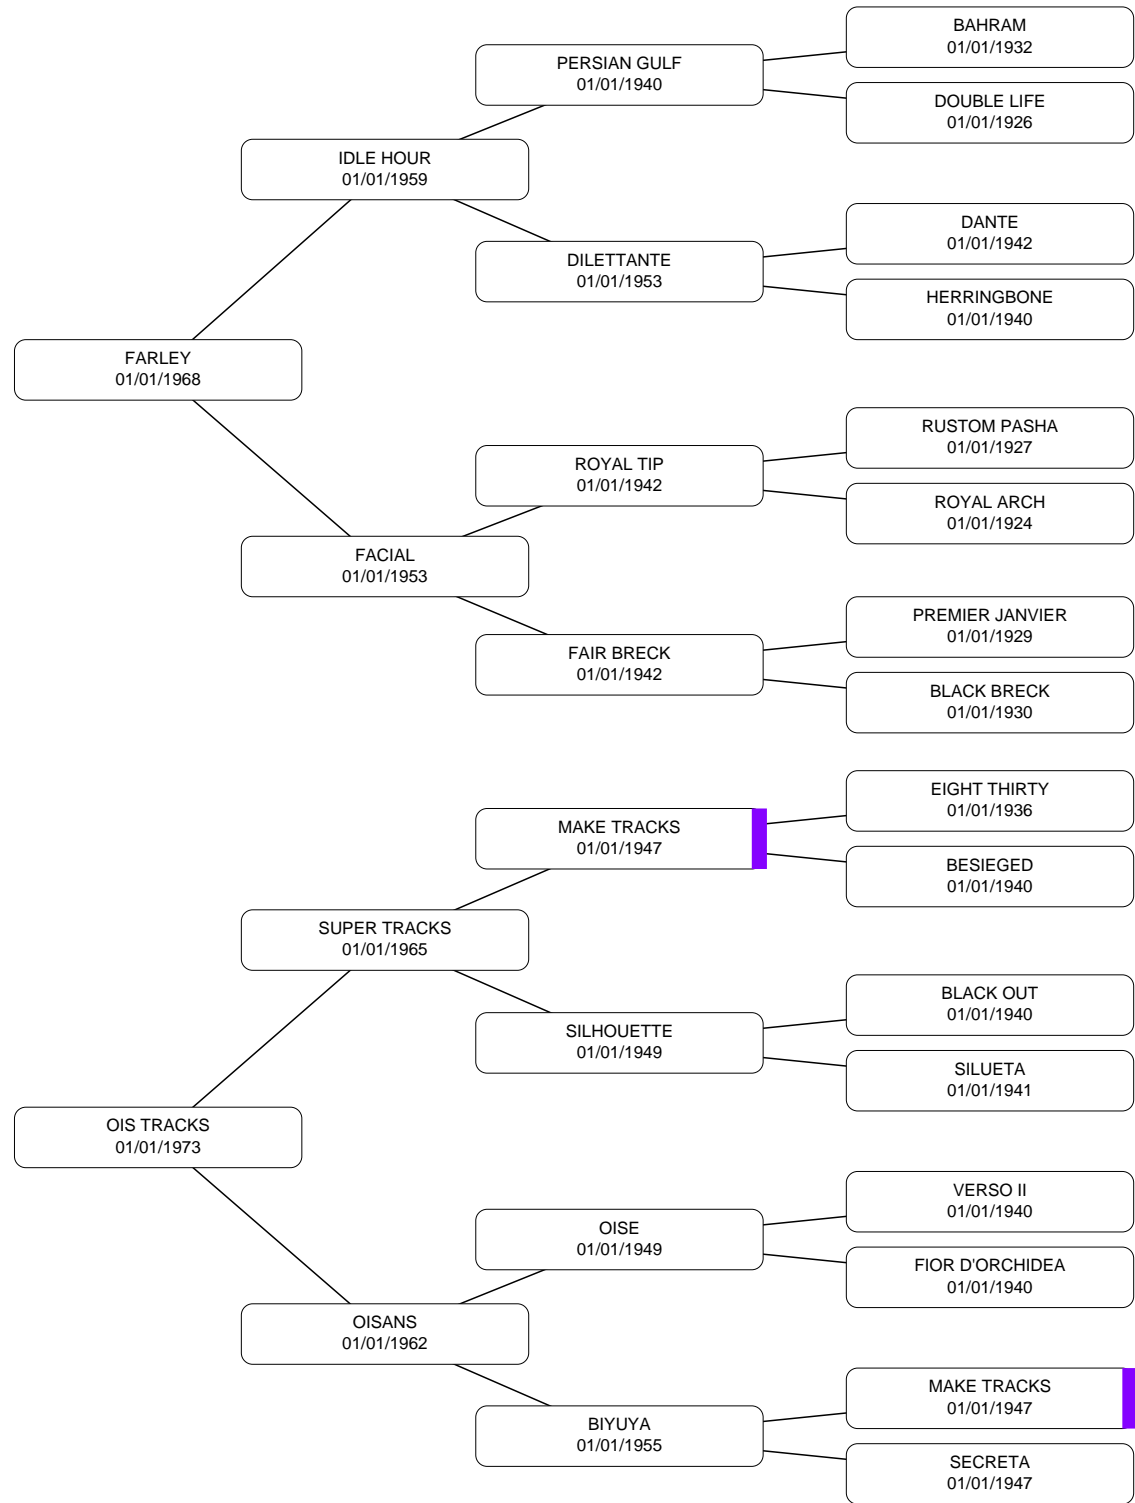 BAHRAM
01/01/1932
PERSIAN GULF
01/01/1940
DOUBLE LIFE
01/01/1926
IDLE HOUR
01/01/1959
DANTE
01/01/1942
DILETTANTE
01/01/1953
HERRINGBONE
01/01/1940
FARLEY
01/01/1968
RUSTOM PASHA
01/01/1927
ROYAL TIP
01/01/1942
ROYAL ARCH
01/01/1924
FACIAL
01/01/1953
PREMIER JANVIER
01/01/1929
FAIR BRECK
01/01/1942
BLACK BRECK
01/01/1930
EIGHT THIRTY
01/01/1936
MAKE TRACKS
01/01/1947
BESIEGED
01/01/1940
SUPER TRACKS
01/01/1965
BLACK OUT
01/01/1940
SILHOUETTE
01/01/1949
SILUETA
01/01/1941
OIS TRACKS
01/01/1973
VERSO II
01/01/1940
OISE
01/01/1949
FIOR D'ORCHIDEA
01/01/1940
OISANS
01/01/1962
MAKE TRACKS
01/01/1947
BIYUYA
01/01/1955
SECRETA
01/01/1947